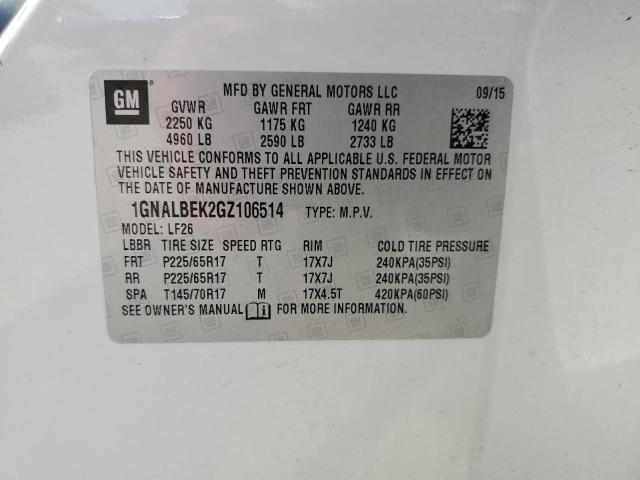 GM
MFD BY GENERAL MOTORS LLC 09/15
GVWR GAWR FRT GAWR RR
2250 KG 1175 KG 1240 KG
4960 LB 2590 LB 2733 LB
THIS VEHICLE CONFORMS TO ALL APPLICABLE U.S. FEDERAL MOTOR
VEHICLE SAFETY AND THEFT PREVENTION STANDARDS IN EFFECT ON
THE DATE OF MANUFACTURE SHOWN ABOVE.
1GNALBEK2GZ106514 TYPE: M.P.V.
MODEL: LF26
LBBR TIRE SIZE SPEED RTG RIM COLD TIRE PRESSURE
FRT P225/65R17 T 17X7J 240KPA(35PSI)
RR P225/65R17 T 17X7J 240KPA(35PSI)
SPA T145/70R17 M 17X4.5T 420KPA(60PSI)
SEE OWNER'S MANUAL i FOR MORE INFORMATION.